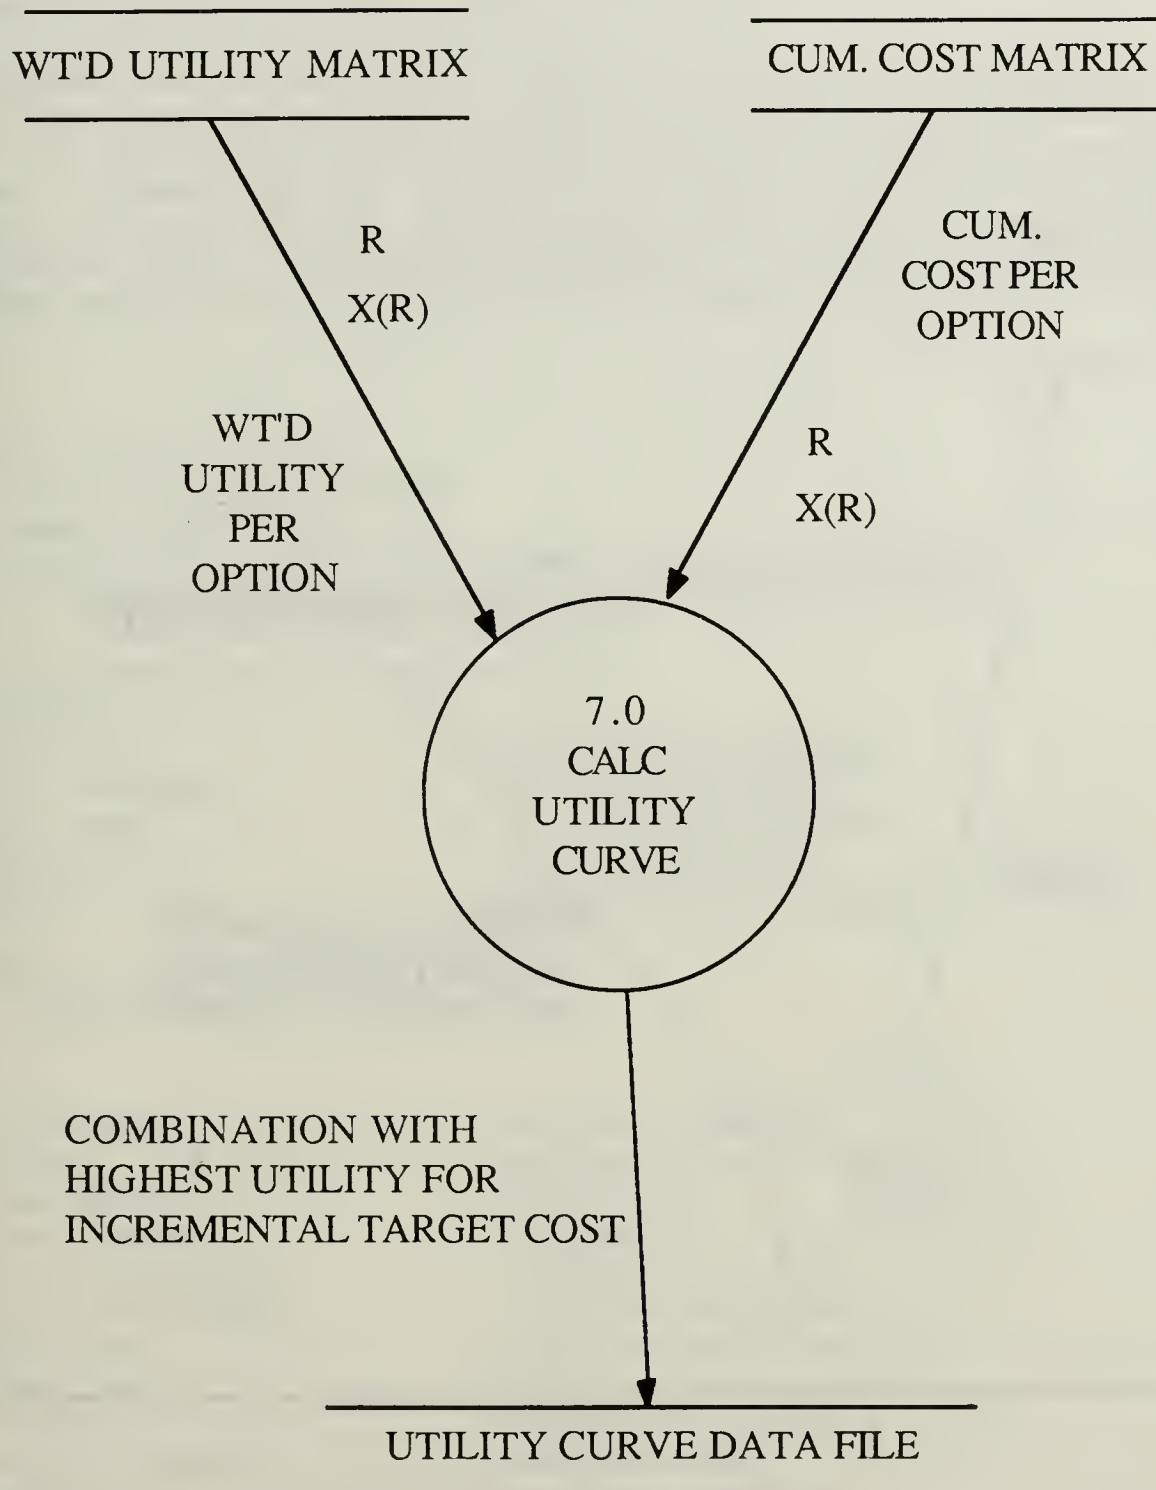 WT'D UTILITY MATRIX
CUM. COST MATRIX
R
X(R)
WT'D
UTILITY
PER
OPTION
CUM.
COST PER
OPTION
R
X(R)
7.0
CALC
UTILITY
CURVE
COMBINATION WITH
HIGHEST UTILITY FOR
INCREMENTAL TARGET COST
UTILITY CURVE DATA FILE